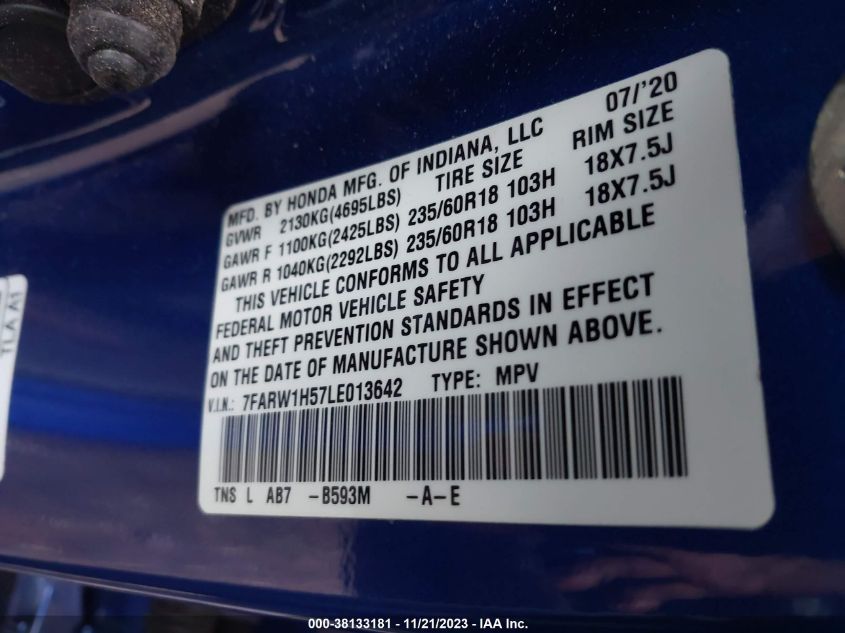 MFD. BY HONDA MFG. OF INDIANA, LLC 07/'20
GVWR 2130KG(4695LBS) TIRE SIZE RIM SIZE
GAWR F 1100KG(2425LBS) 235/60R18 103H 18X7.5J
GAWR R 1040KG(2292LBS) 235/60R18 103H 18X7.5J
THIS VEHICLE CONFORMS TO ALL APPLICABLE
FEDERAL MOTOR VEHICLE SAFETY
AND THEFT PREVENTION STANDARDS IN EFFECT
ON THE DATE OF MANUFACTURE SHOWN ABOVE.
V.I.N.: 7FARW1H57LE013642 TYPE: MPV
TNS L AB7 -B593M -A-E
TLA A1
000-38133181 - 11/21/2023 - IAA Inc.